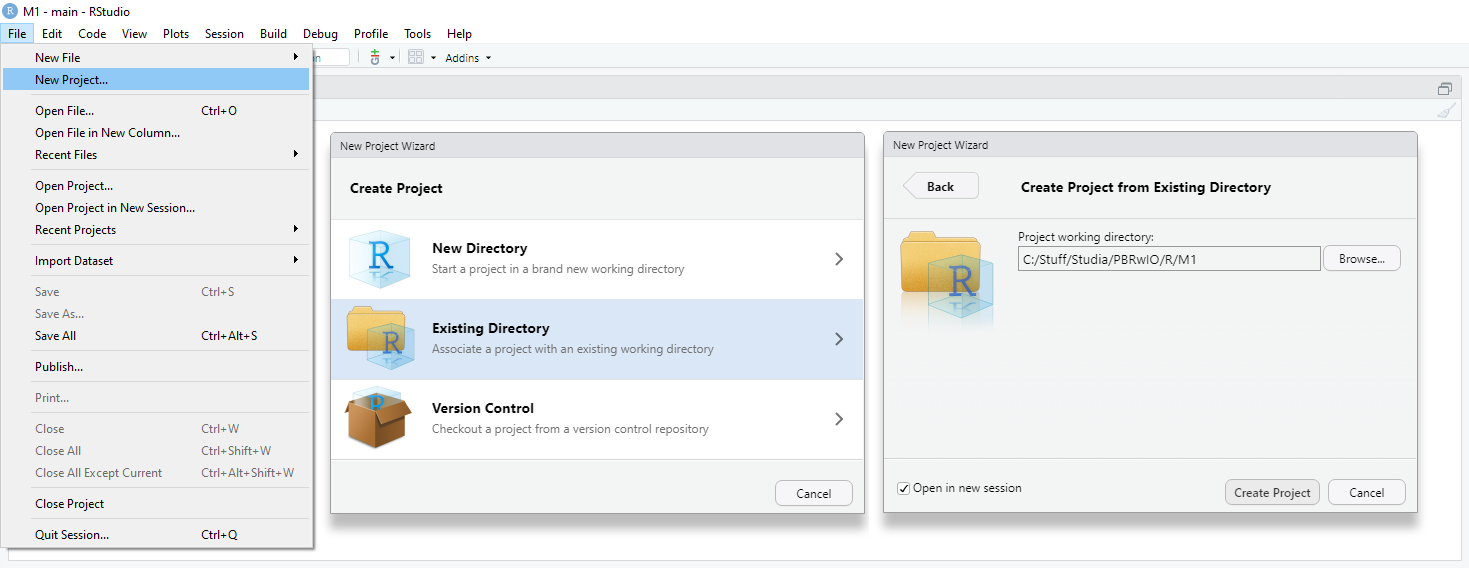 M1 - main - RStudio
File Edit Code View Plots Session Build Debug Profile Tools Help
Addins
New File
New Project...
Open File... Ctrl+O
Open File in New Column...
Recent Files
Open Project...
Open Project in New Session...
Recent Projects
Import Dataset
Save Ctrl+S
Save As...
Save All Ctrl+Alt+S
Publish...
Print...
Close Ctrl+W
Close All Ctrl+Shift+W
Close All Except Current Ctrl+Alt+Shift+W
Close Project
Quit Session... Ctrl+Q
New Project Wizard
Create Project
New Directory
Start a project in a brand new working directory
Existing Directory
Associate a project with an existing working directory
Version Control
Checkout a project from a version control repository
Cancel
New Project Wizard
Back
Create Project from Existing Directory
Project working directory:
C:/Stuff/Studia/PBRwIO/R/M1
Browse...
Open in new session
Create Project
Cancel